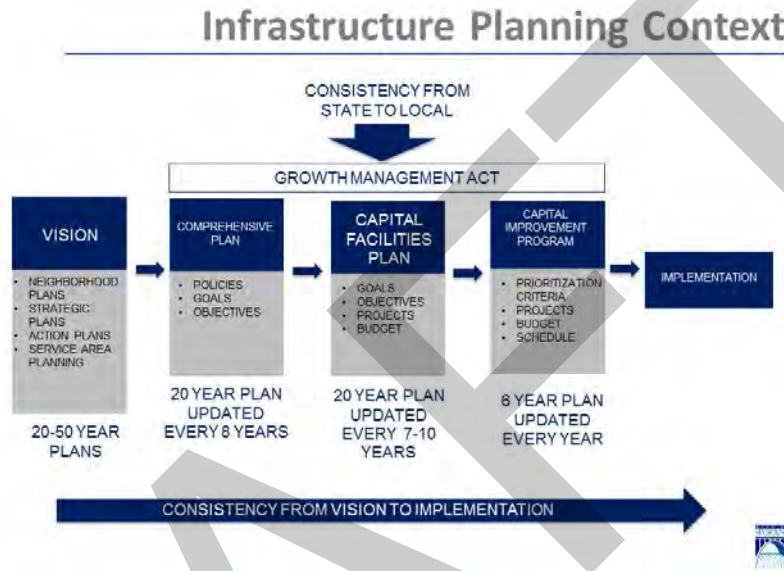 Infrastructure Planning Context
CONSISTENCY FROM
STATE TO LOCAL
GROWTH MANAGEMENT ACT
VISION
• NEIGHBORHOOD
PLANS
• STRATEGIC
PLANS
• ACTION PLANS
• SERVICE AREA
PLANNING
20-50 YEAR
PLANS
COMPREHENSIVE
PLAN
• POLICIES
• GOALS
• OBJECTIVES
20 YEAR PLAN
UPDATED
EVERY 8 YEARS
CAPITAL
FACILITIES
PLAN
• GOALS
• OBJECTIVES
• PROJECTS
• BUDGET
20 YEAR PLAN
UPDATED
EVERY 7-10
YEARS
CAPITAL
IMPROVEMENT
PROGRAM
• PRIORITIZATION
CRITERIA
• PROJECTS
• BUDGET
• SCHEDULE
6 YEAR PLAN
UPDATED
EVERY YEAR
IMPLEMENTATION
CONSISTENCY FROM VISION TO IMPLEMENTATION